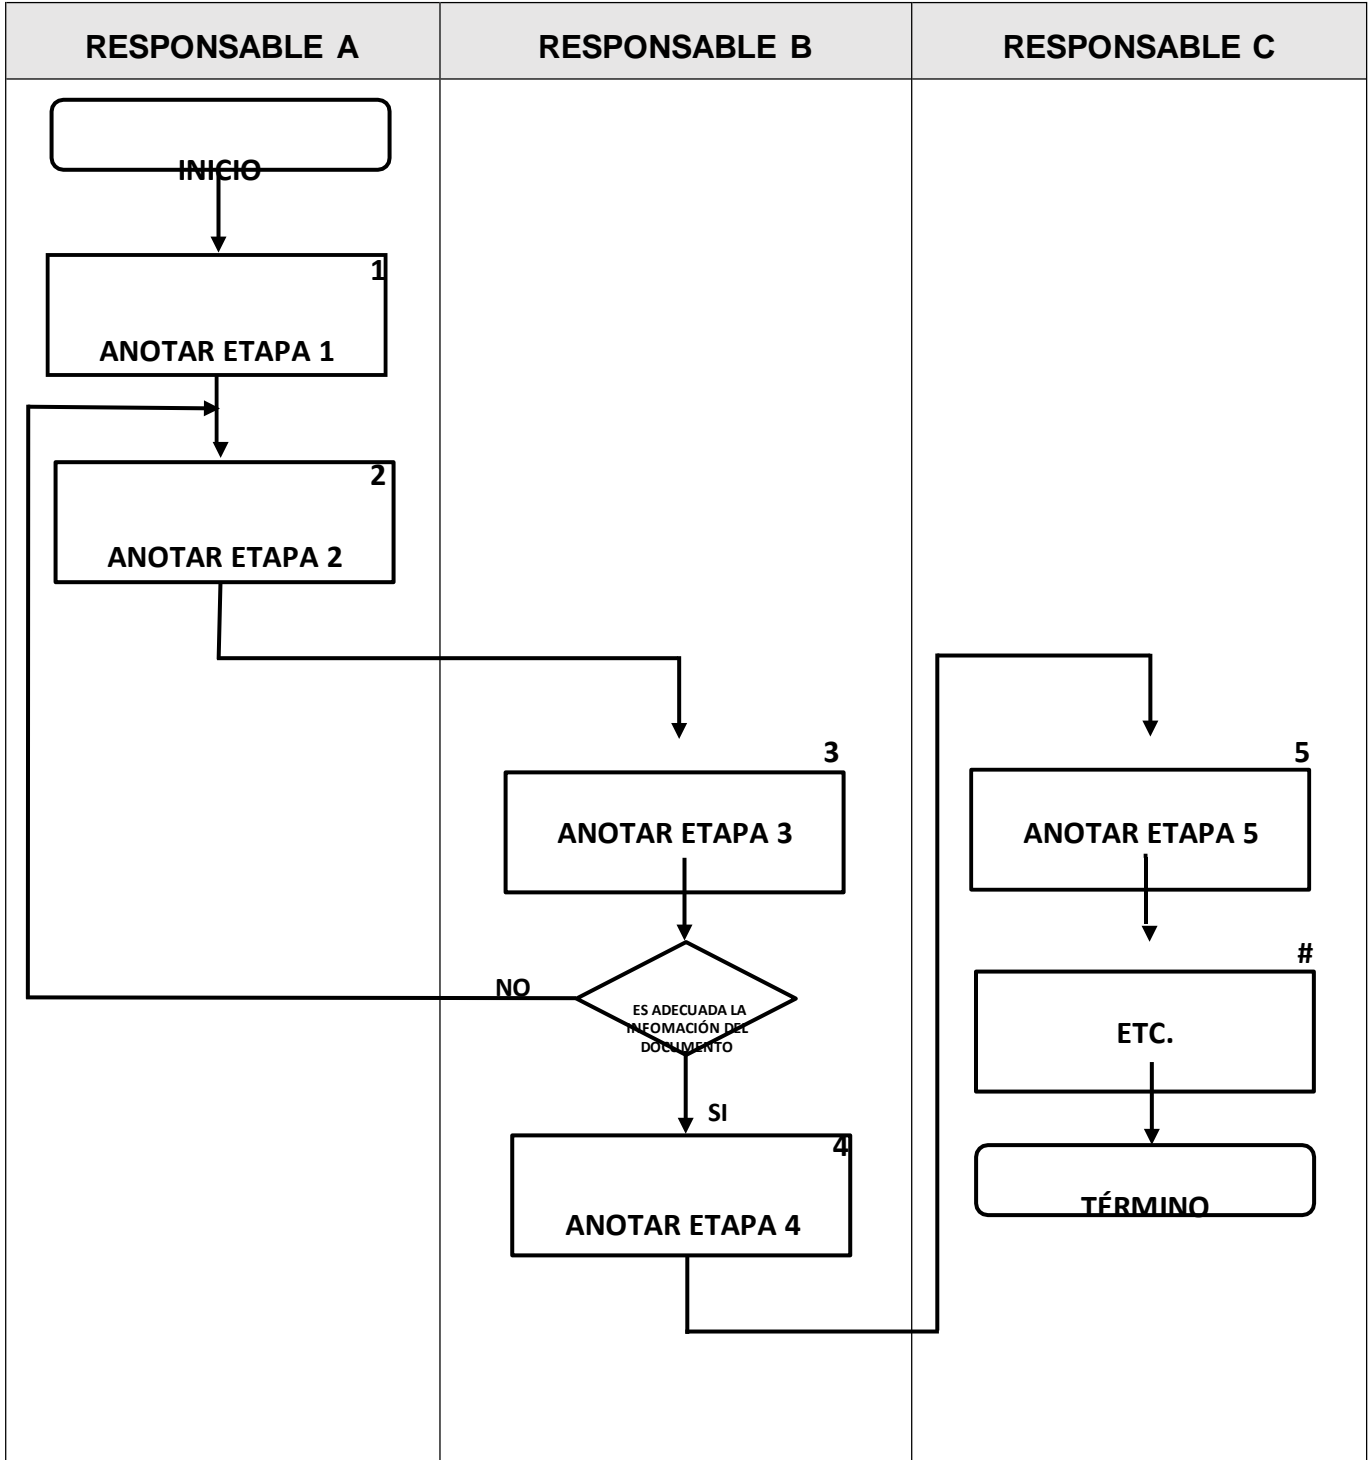 RESPONSABLE A
RESPONSABLE B
RESPONSABLE C
INICIO
1
ANOTAR ETAPA 1
2
ANOTAR ETAPA 2
3
ANOTAR ETAPA 3
NO
ES ADECUADA LA
INFOMACIÓN DEL
DOCUMENTO
SI
4
ANOTAR ETAPA 4
5
ANOTAR ETAPA 5
#
ETC.
TÉRMINO